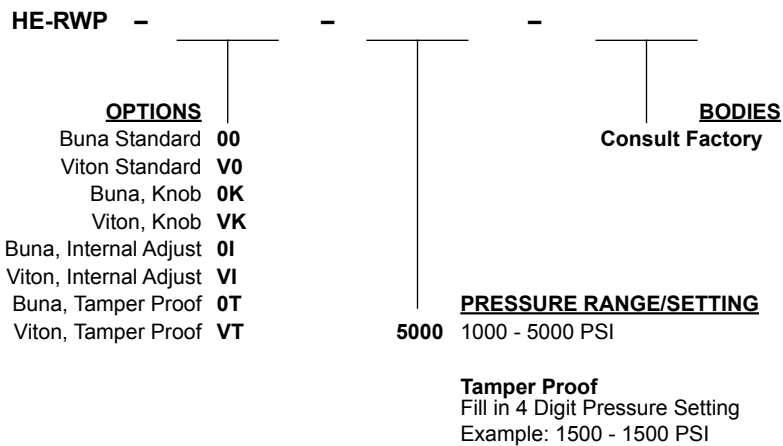 HE-RWP – – –
OPTIONS
Buna Standard 00
Viton Standard V0
Buna, Knob 0K
Viton, Knob VK
Buna, Internal Adjust 0I
Viton, Internal Adjust VI
Buna, Tamper Proof 0T
Viton, Tamper Proof VT
PRESSURE RANGE/SETTING
5000 1000 - 5000 PSI
Tamper Proof
Fill in 4 Digit Pressure Setting
Example: 1500 - 1500 PSI
BODIES
Consult Factory